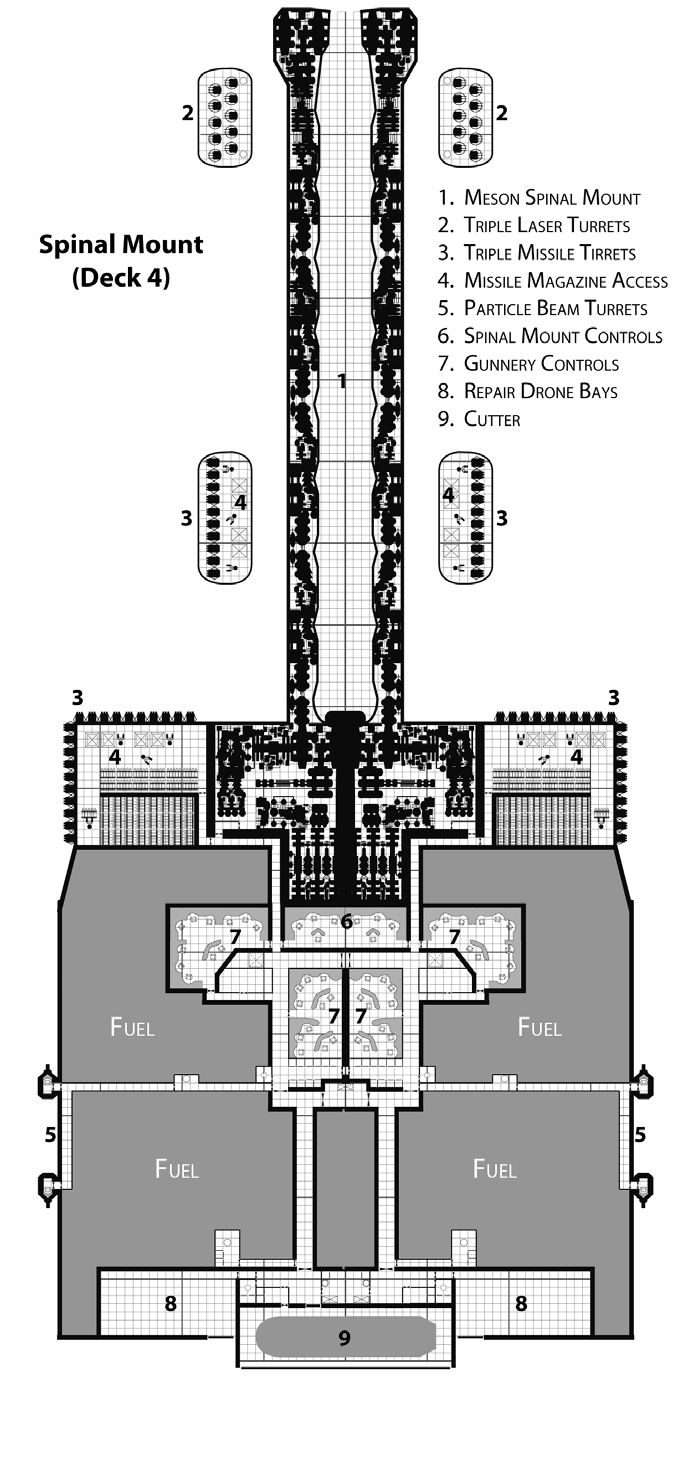 2
2
Spinal Mount
(Deck 4)
1. Meson Spinal Mount
2. Triple Laser Turrets
3. Triple Missile Tirrets
4. Missile Magazine Access
5. Particle Beam Turrets
6. Spinal Mount Controls
7. Gunnery Controls
8. Repair Drone Bays
9. Cutter
1
3
4
4
3
3
3
4
4
6
7
7
7
7
Fuel
Fuel
5
5
Fuel
Fuel
8
8
9